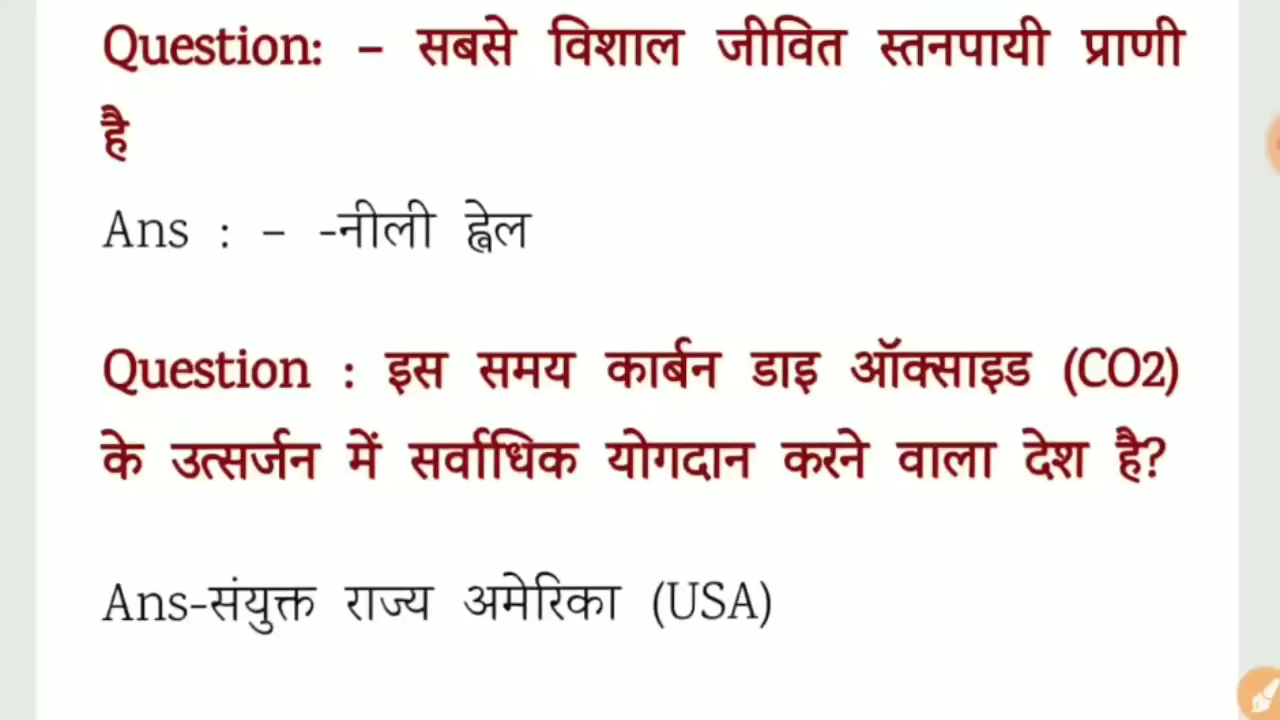 Question: – सबसे विशाल जीवित स्तनपायी प्राणी
है
Ans : – -नीली ह्वेल
Question : इस समय कार्बन डाइ ऑक्साइड (CO2)
के उत्सर्जन में सर्वाधिक योगदान करने वाला देश है?
Ans-संयुक्त राज्य अमेरिका (USA)